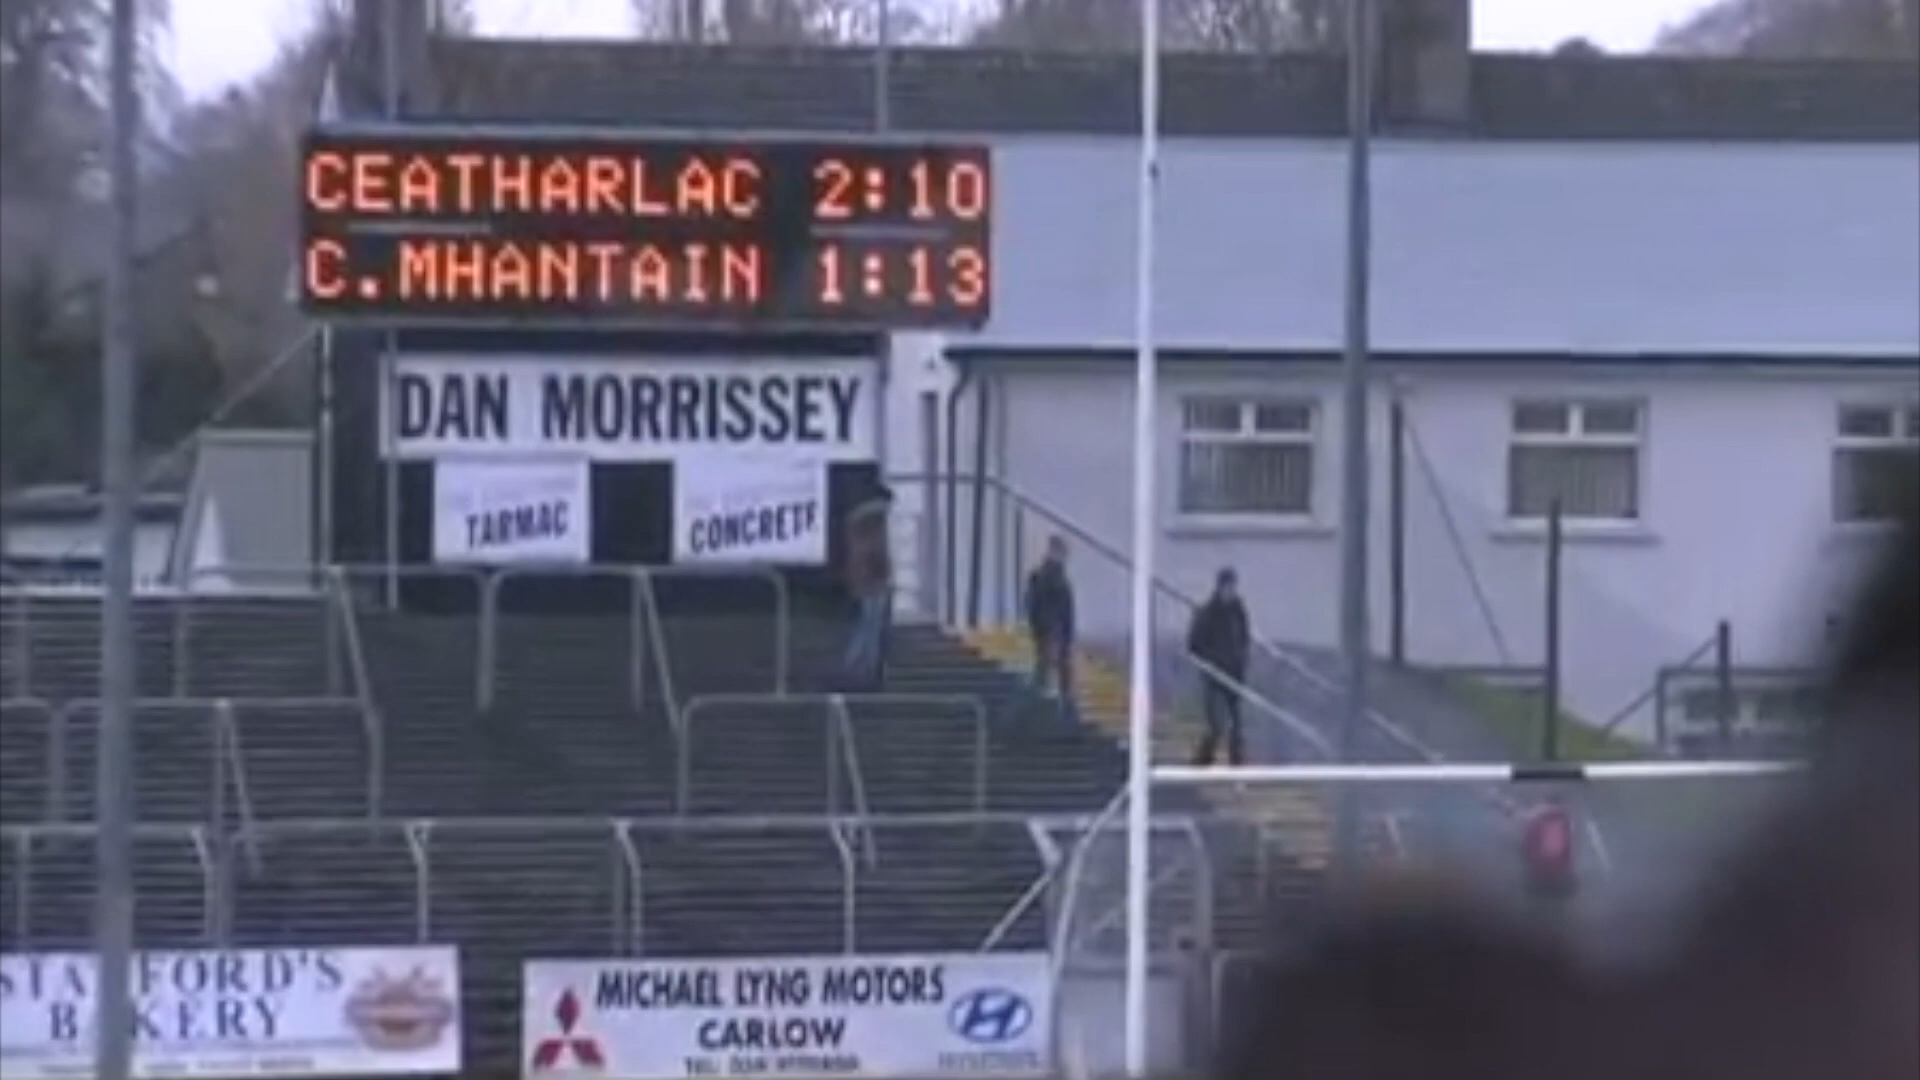 CEATHARLAC 2:10
C.MHANTAIN 1:13
DAN MORRISSEY
TARMAC
CONCRETE
STAFFORD'S
BAKERY
MICHAEL LYNG MOTORS
CARLOW